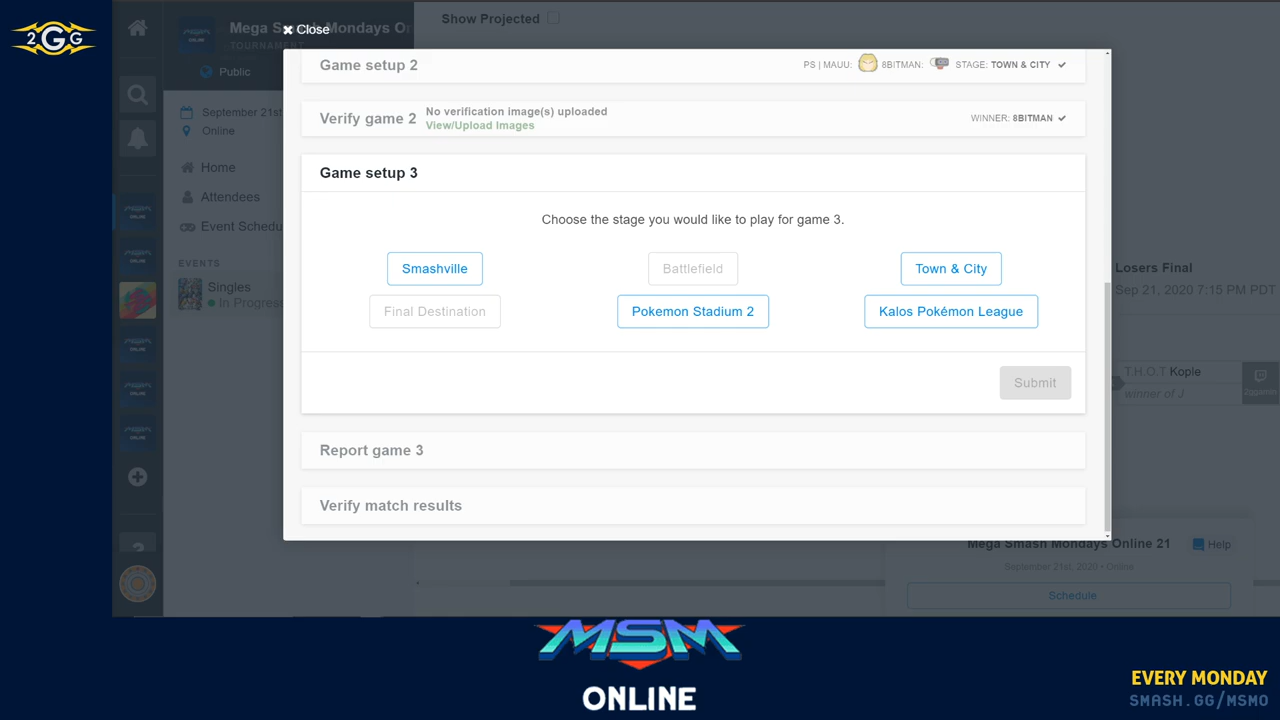 2GG
Mega Smash Mondays On
TOURNAMENT
Public
September 21st
Online
Home
Attendees
Event Schedu
EVENTS
Singles
In Progress
Show Projected
Close
Game setup 2
PS | MAUU: 8BITMAN: STAGE: TOWN & CITY
Verify game 2
No verification image(s) uploaded
View/Upload Images
WINNER: 8BITMAN
Game setup 3
Choose the stage you would like to play for game 3.
Smashville Battlefield Town & City
Final Destination Pokemon Stadium 2 Kalos Pokémon League
Submit
Report game 3
Verify match results
Losers Final
Sep 21, 2020 7:15 PM PDT
T.H.O.T Kople
winner of J
Mega Smash Mondays Online 21
Help
September 21st, 2020 • Online
Schedule
MSM
ONLINE
EVERY MONDAY
SMASH.GG/MSMO